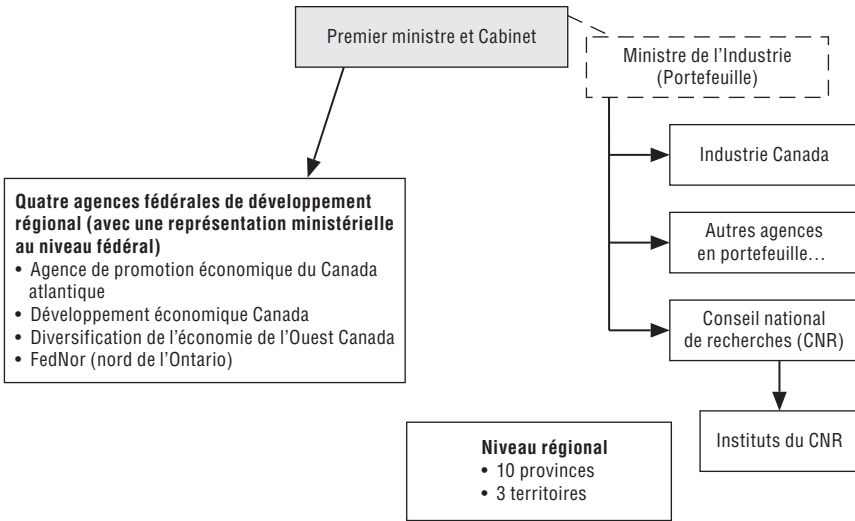 Premier ministre et Cabinet
Ministre de l'Industrie
(Portefeuille)
Industrie Canada
Quatre agences fédérales de développement
régional (avec une représentation ministérielle
au niveau fédéral)
• Agence de promotion économique du Canada
atlantique
• Développement économique Canada
• Diversification de l'économie de l'Ouest Canada
• FedNor (nord de l'Ontario)
Autres agences
en portefeuille…
Conseil national
de recherches (CNR)
Instituts du CNR
Niveau régional
• 10 provinces
• 3 territoires